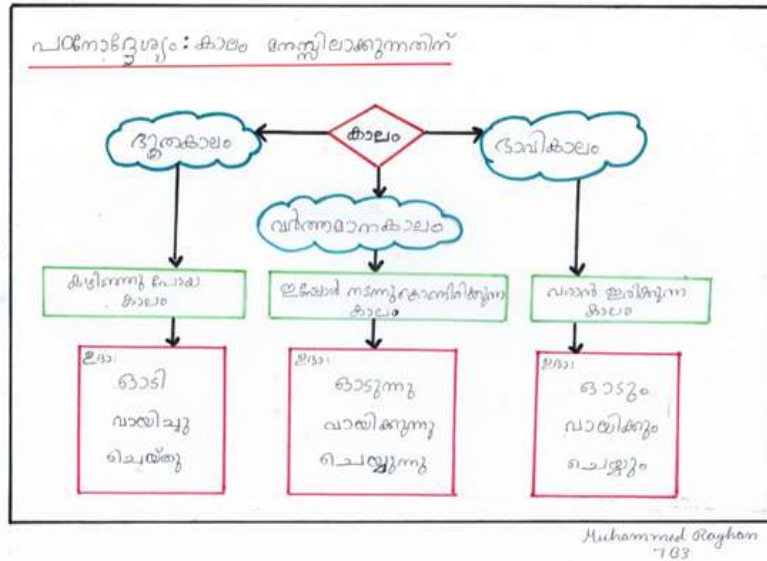 പഠനോദ്ദേശ്യം : കാലം മനസ്സിലാക്കുന്നതിന്
കാലം
ഭൂതകാലം
ഭാവികാലം
വർത്തമാനകാലം
കഴിഞ്ഞു പോയ
കാലം
ഇപ്പോൾ നടന്നുകൊണ്ടിരിക്കുന്ന
കാലം
വരാൻ ഇരിക്കുന്ന
കാലം
ഉദാ:
ഓടി
വായിച്ചു
ചെയ്തു
ഉദാ:
ഓടുന്നു
വായിക്കുന്നു
ചെയ്യുന്നു
ഉദാ:
ഓടും
വായിക്കും
ചെയ്യും
Muhammed Rayhan
7 B3